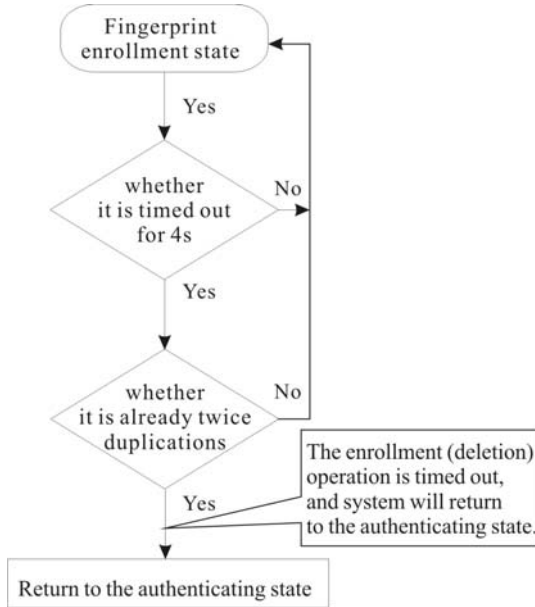 Fingerprint
enrollment state
Yes
whether
it is timed out
for 4s
No
Yes
whether
it is already twice
duplications
No
The enrollment (deletion)
operation is timed out,
and system will return
to the authenticating state.
Yes
Return to the authenticating state